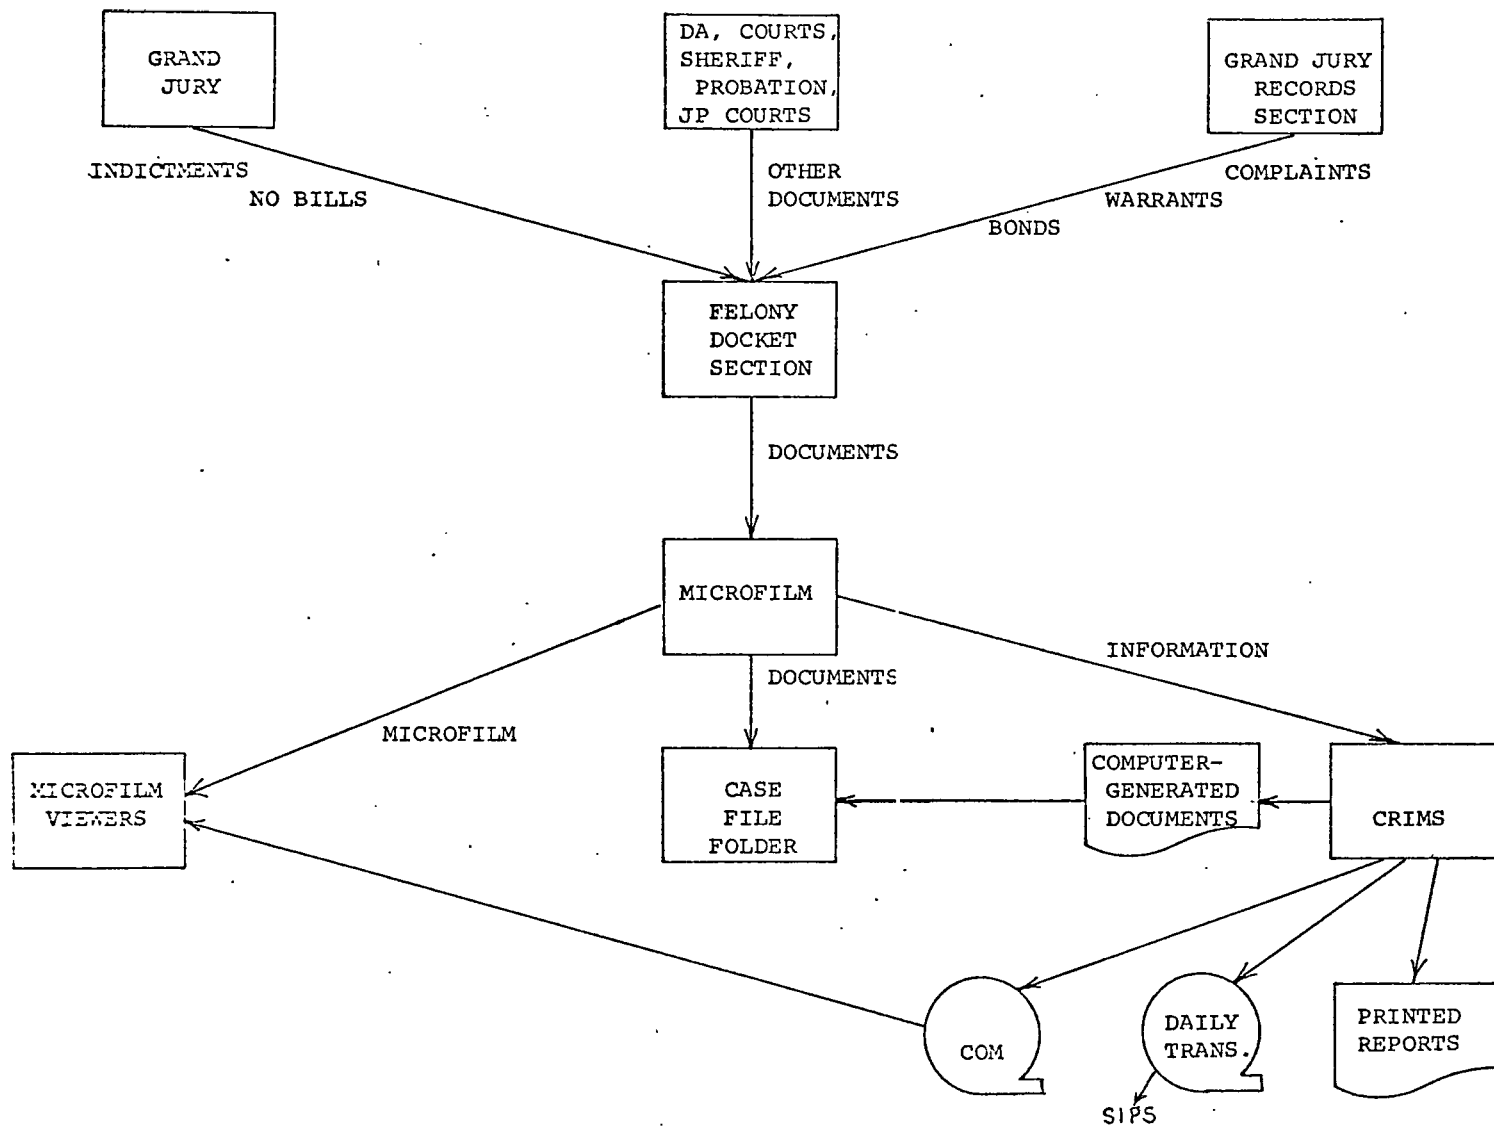 GRAND
JURY
DA, COURTS,
SHERIFF,
PROBATION,
JP COURTS
GRAND JURY
RECORDS
SECTION
INDICTMENTS
NO BILLS
OTHER
DOCUMENTS
COMPLAINTS
WARRANTS
BONDS
FELONY
DOCKET
SECTION
DOCUMENTS
MICROFILM
INFORMATION
DOCUMENTS
MICROFILM
MICROFILM
VIEWERS
CASE
FILE
FOLDER
COMPUTER-
GENERATED
DOCUMENTS
CRIMS
COM
DAILY
TRANS.
PRINTED
REPORTS
SIPS